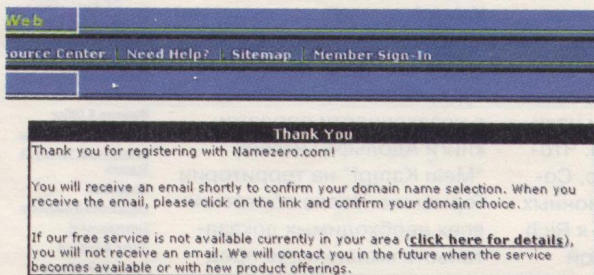 Web
source Center | Need Help? | Sitemap | Member Sign-In
Thank You
Thank you for registering with Namezero.com!
You will receive an email shortly to confirm your domain name selection. When you
receive the email, please click on the link and confirm your domain choice.
If our free service is not available currently in your area (click here for details),
you will not receive an email. We will contact you in the future when the service
becomes available or with new product offerings.